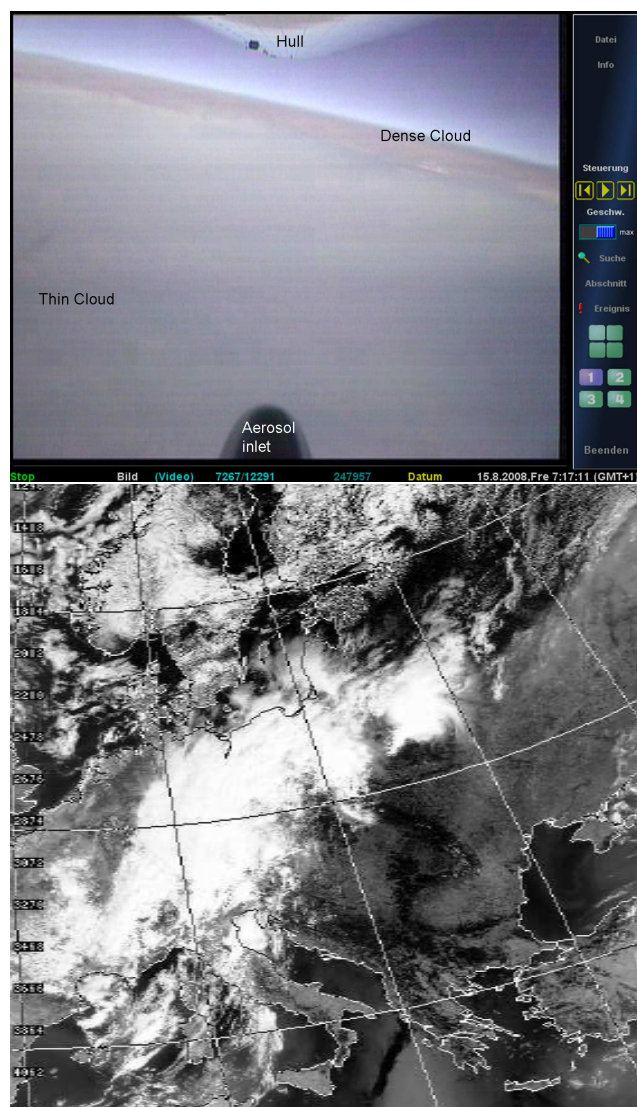 Hull
Dense Cloud
Thin Cloud
Aerosol
inlet
Datei
Info
Steuerung
Geschw.
max
Suche
Abschnitt
Ereignis
1 2
3 4
Beenden
Stop Bild (Video) 7267/12291 247957 Datum 15.8.2008,Fre 7:17:11 (GMT+1